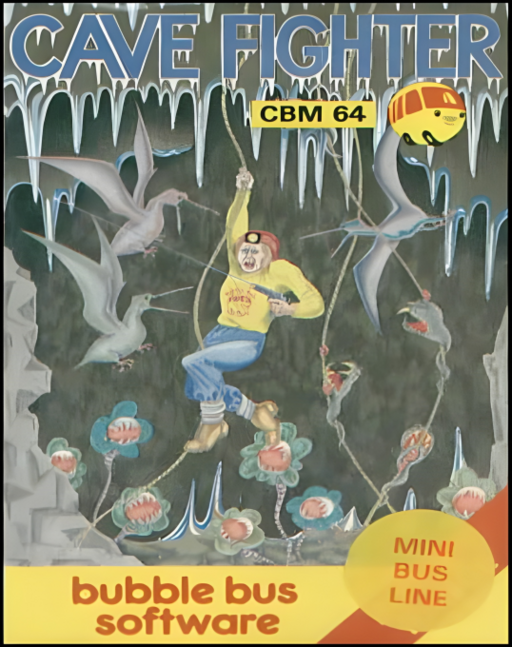 CAVE FIGHTER
CBM 64
MINI
BUS
LINE
bubble bus
software